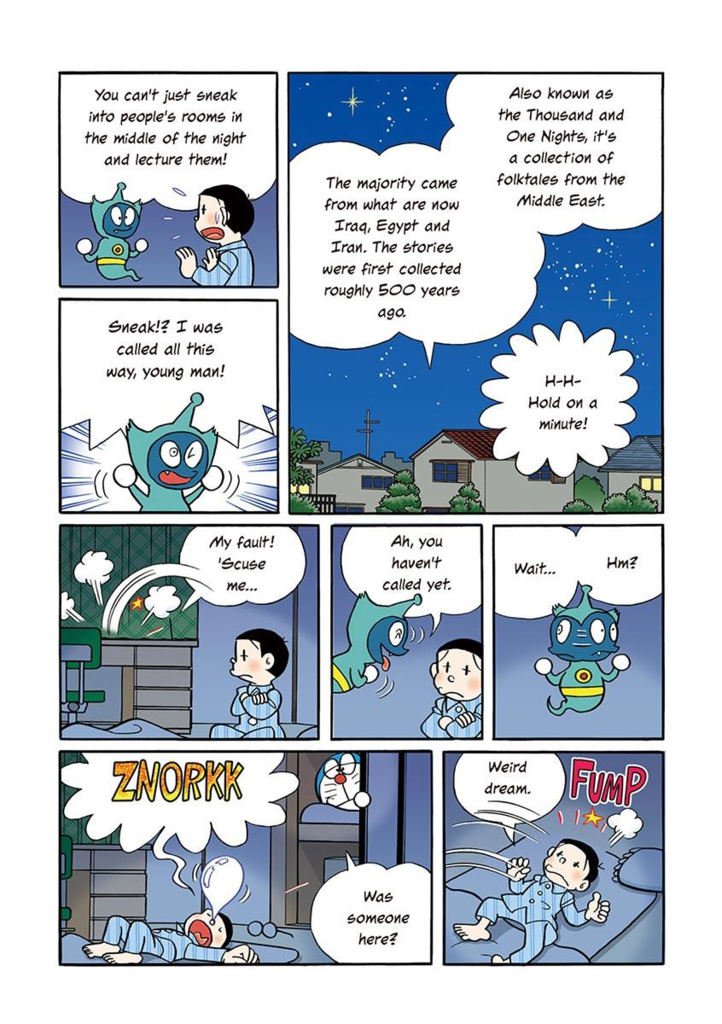 Also known as
the Thousand and
One Nights, it's
a collection of
folktales from the
Middle East.
The majority came
from what are now
Iraq, Egypt and
Iran. The stories
were first collected
roughly 500 years
ago.
H-H-
Hold on a
minute!
You can't just sneak
into people's rooms in
the middle of the night
and lecture them!
Sneak!? I was
called all this
way, young man!
Hm?
Wait...
Ah, you
haven't
called yet.
My fault!
'Scuse
me...
FUMP
Weird
dream.
ZNORKK
Was
someone
here?